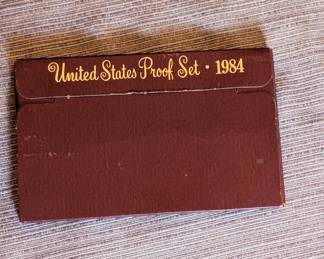 United States Proof Set · 1984